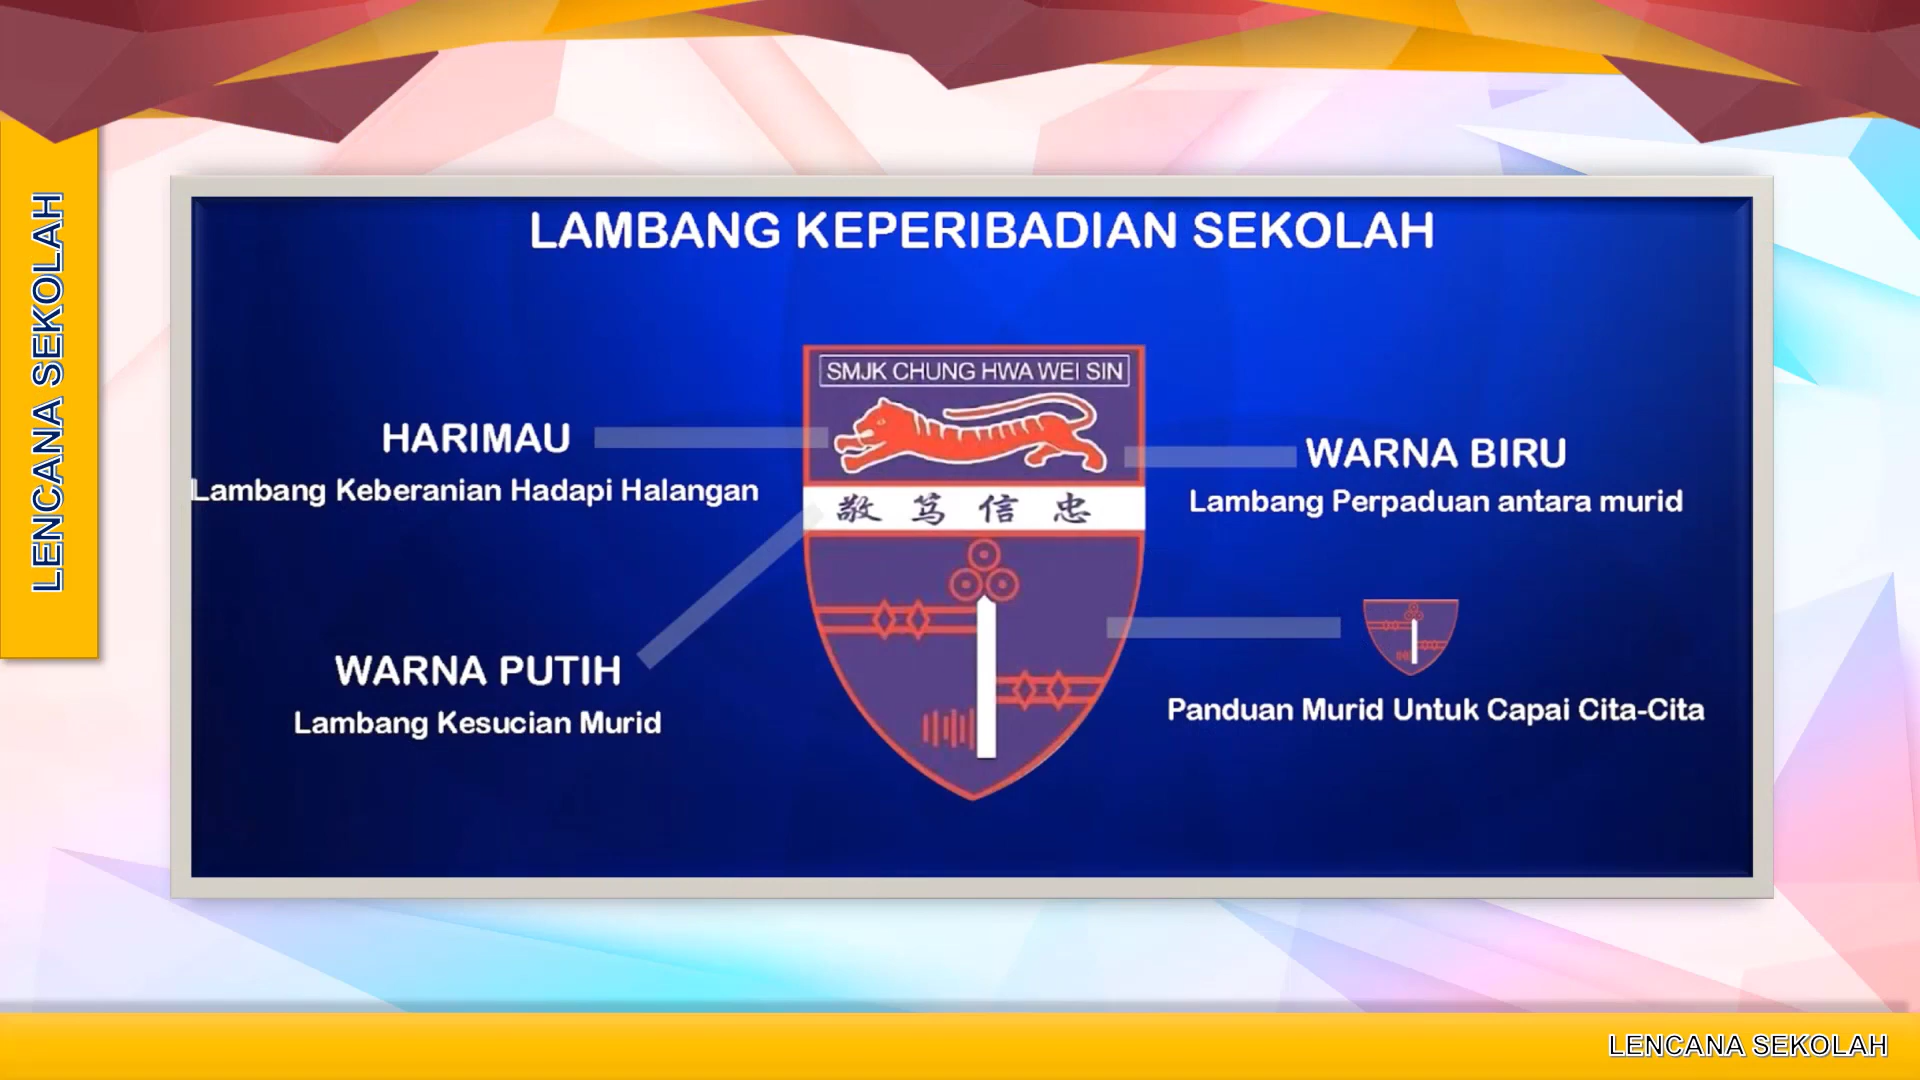 LENCANA SEKOLAH
LAMBANG KEPERIBADIAN SEKOLAH
SMJK CHUNG HWA WEI SIN
HARIMAU
Lambang Keberanian Hadapi Halangan
WARNA BIRU
Lambang Perpaduan antara murid
敬 篤 信 忠
WARNA PUTIH
Lambang Kesucian Murid
Panduan Murid Untuk Capai Cita-Cita
LENCANA SEKOLAH